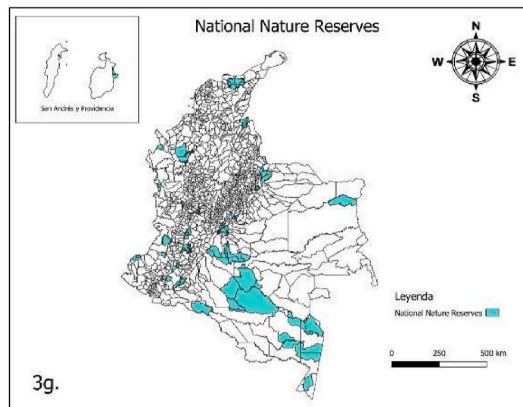 National Nature Reserves
San Andrés y Providencia
N
W E
S
Leyenda
National Nature Reserves
0 250 500 km
3g.